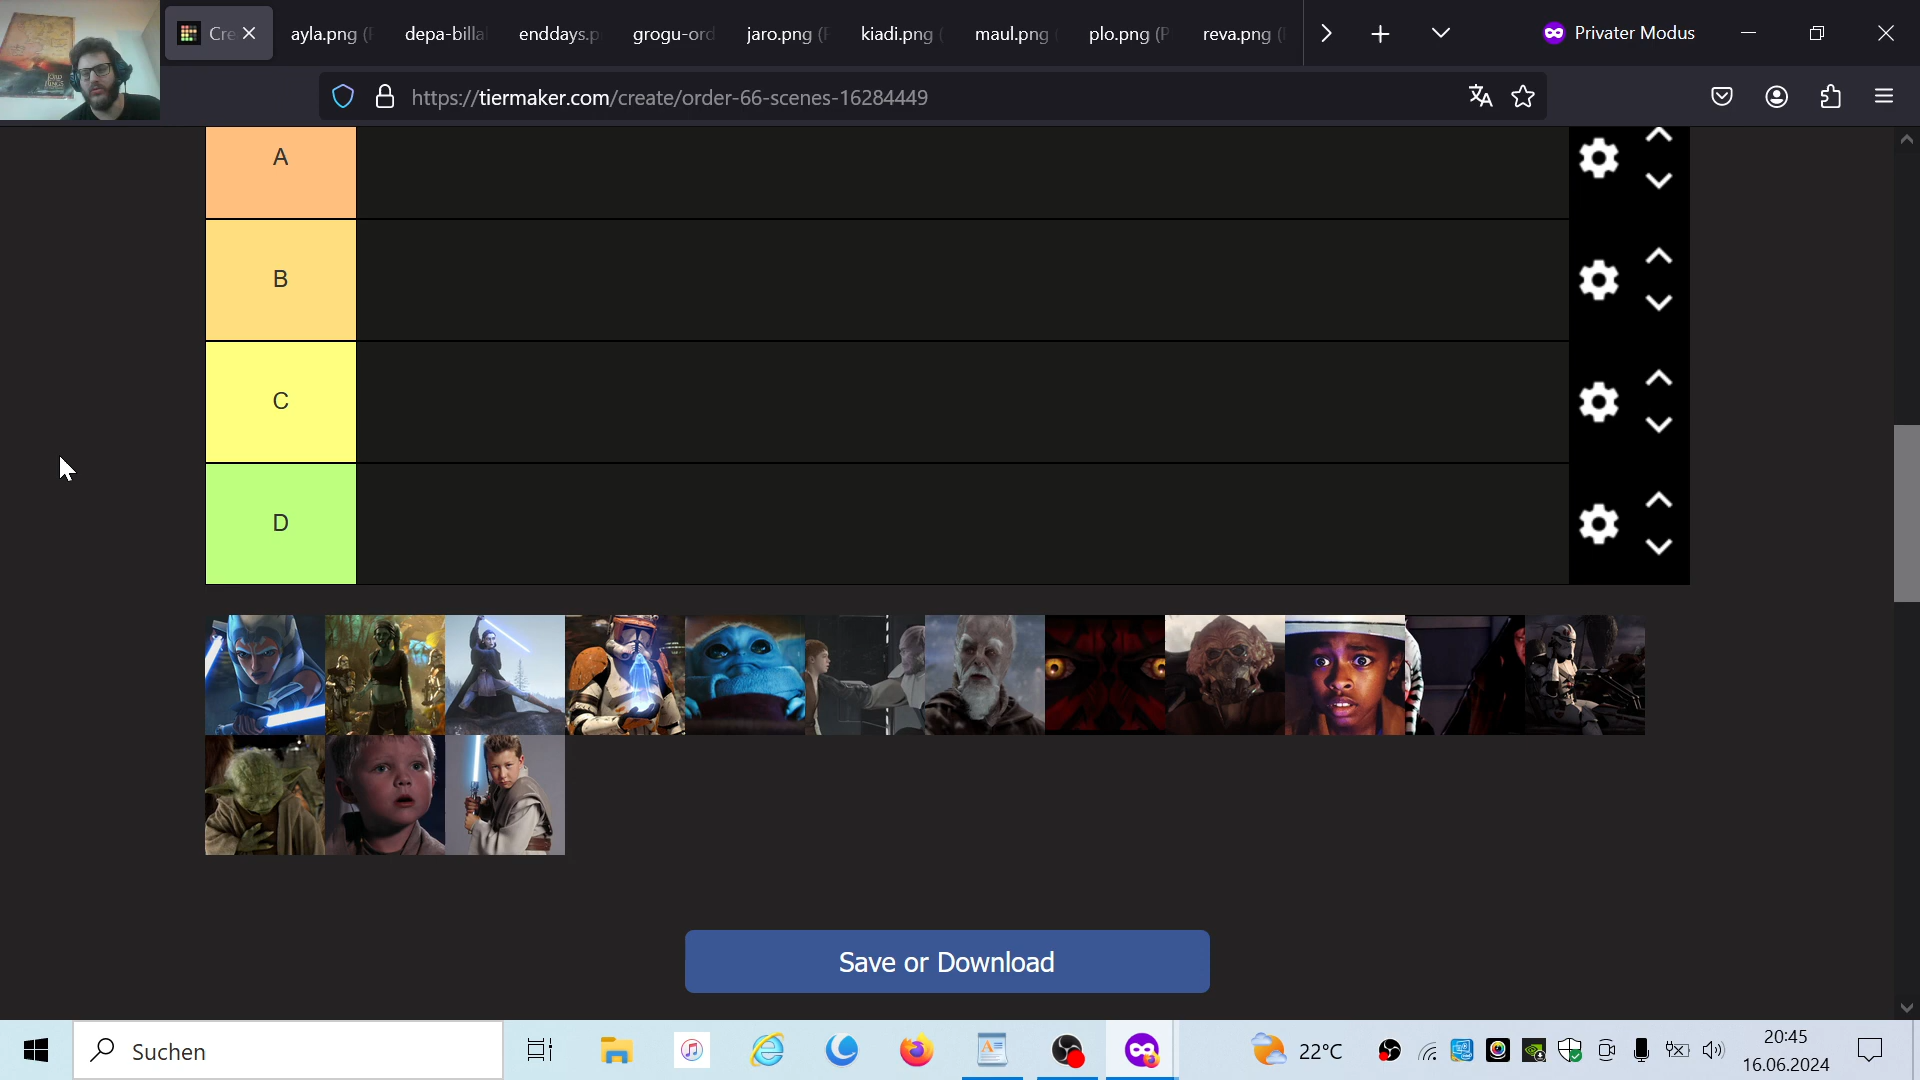 Cre
ayla.png (P
depa-billa
enddays.p
grogu-ord
jaro.png (P
kiadi.png (
maul.png
plo.png (P
reva.png (
Privater Modus
https://tiermaker.com/create/order-66-scenes-16284449
A
B
C
D
Save or Download
Suchen
22°C
20:45
16.06.2024